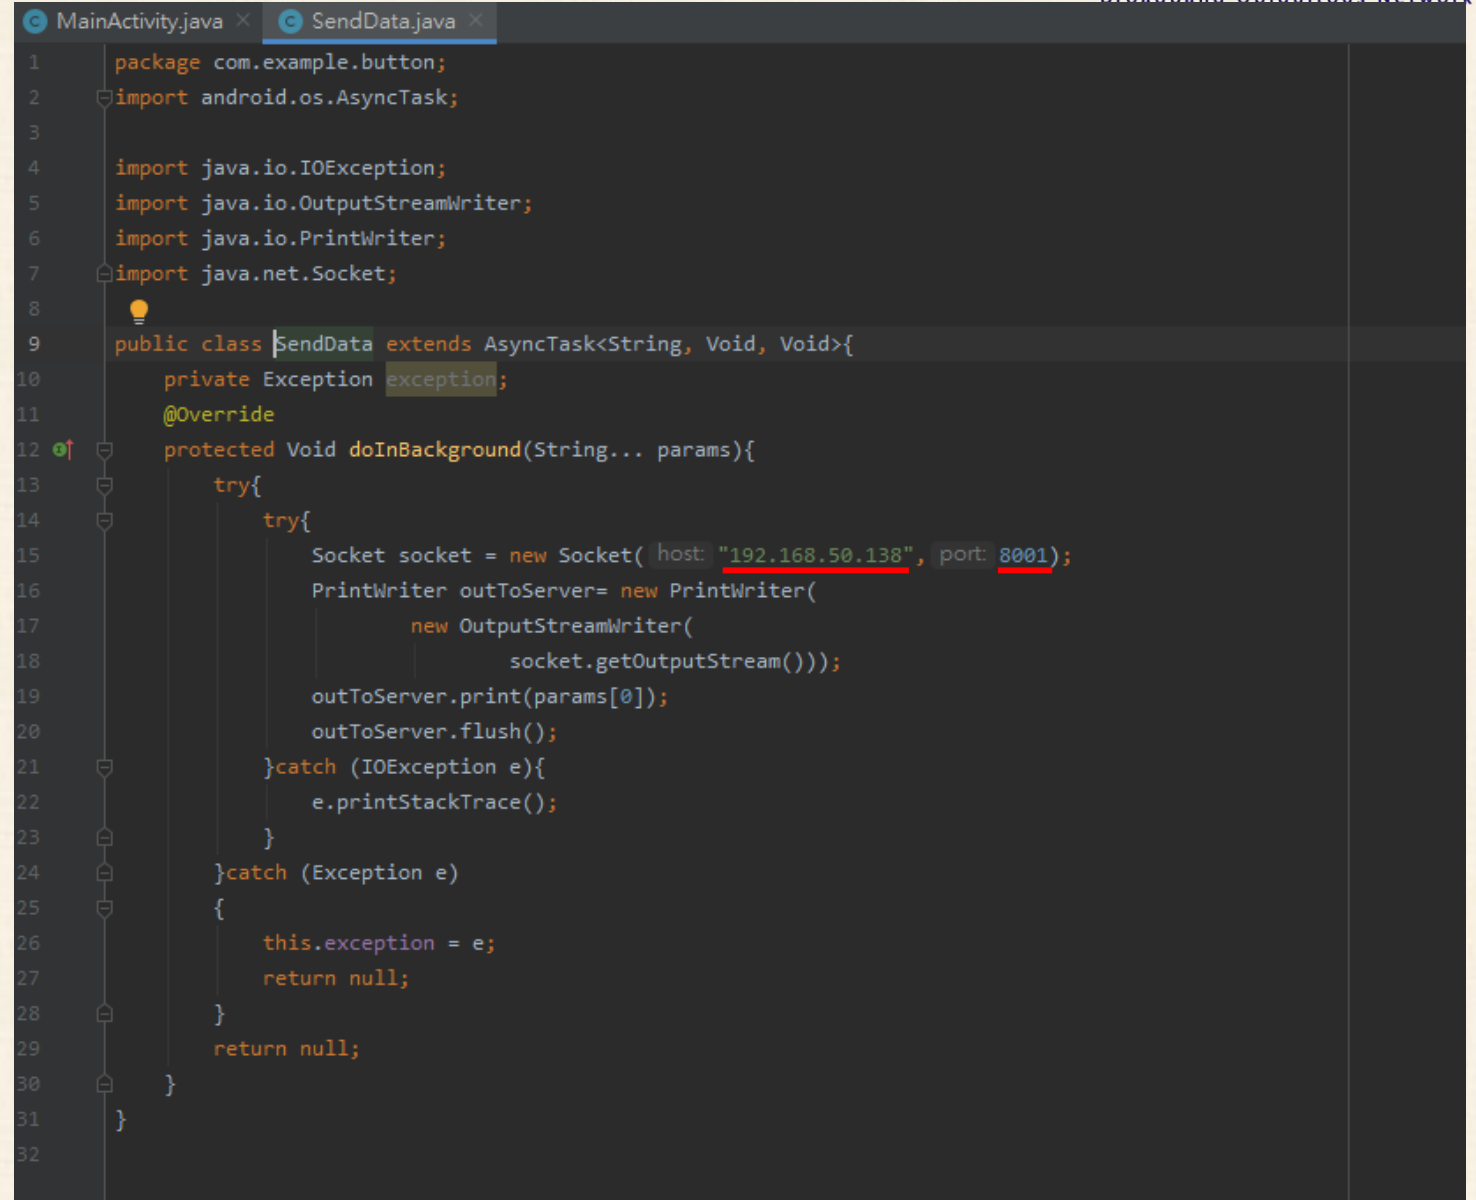 MainActivity.java × SendData.java ×
1 package com.example.button;
2 import android.os.AsyncTask;
3
4 import java.io.IOException;
5 import java.io.OutputStreamWriter;
6 import java.io.PrintWriter;
7 import java.net.Socket;
8
9 public class SendData extends AsyncTask<String, Void, Void>{
10 private Exception exception;
11 @Override
12 protected Void doInBackground(String... params){
13 try{
14 try{
15 Socket socket = new Socket( host: "192.168.50.138", port: 8001);
16 PrintWriter outToServer= new PrintWriter(
17 new OutputStreamWriter(
18 socket.getOutputStream()));
19 outToServer.print(params[0]);
20 outToServer.flush();
21 }catch (IOException e){
22 e.printStackTrace();
23 }
24 }catch (Exception e)
25 {
26 this.exception = e;
27 return null;
28 }
29 return null;
30 }
31 }
32